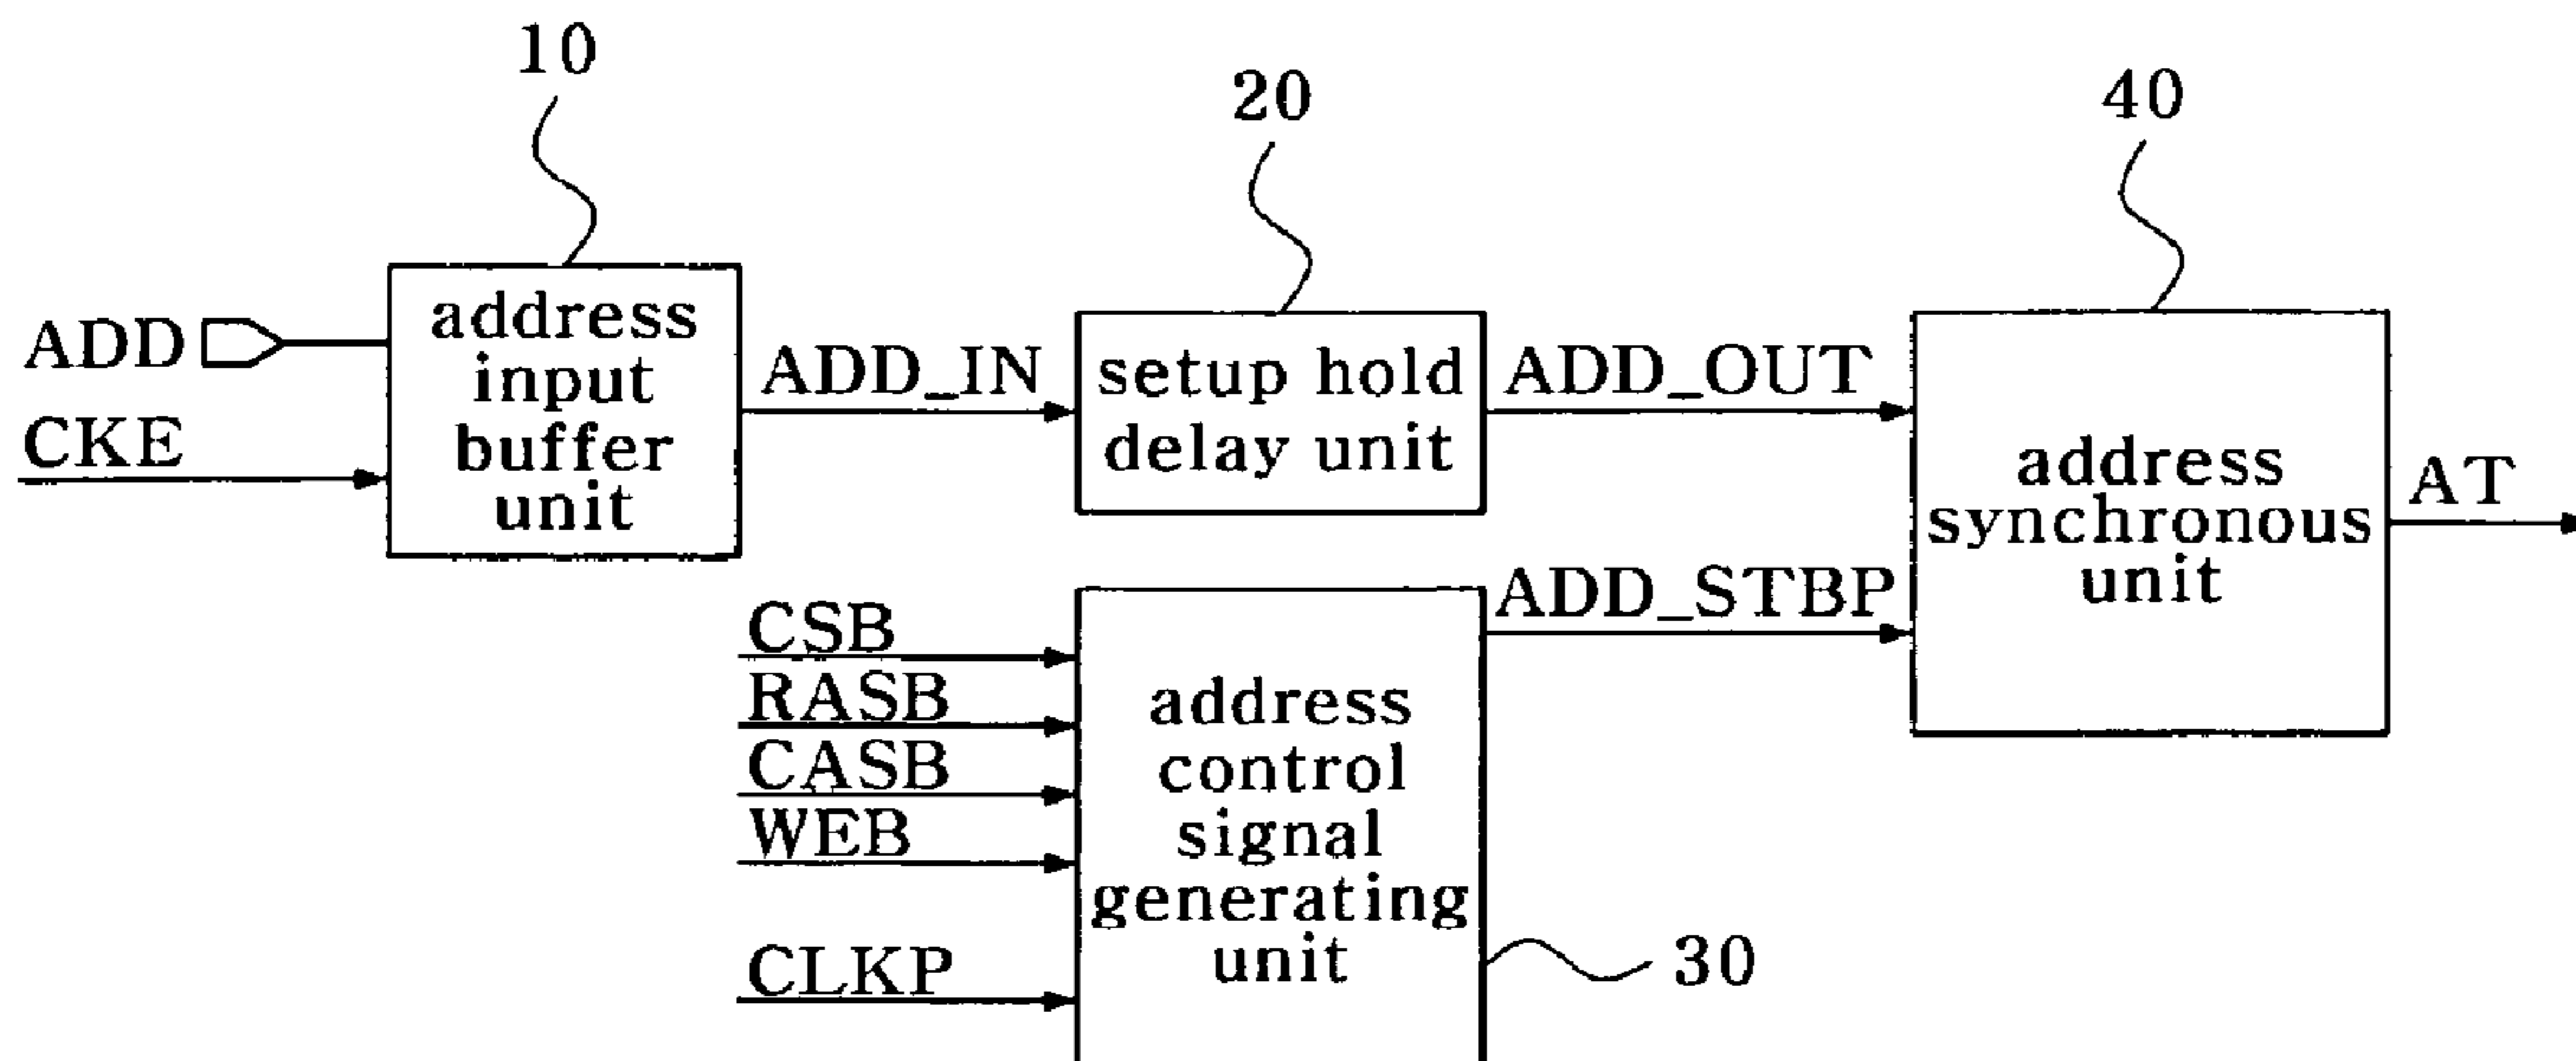 10
20
40
ADD
CKE
address
input
buffer
unit
ADD_IN
setup hold
delay unit
ADD_OUT
address
synchronous
unit
AT
ADD_STBP
CSB
RASB
CASB
WEB
CLKP
address
control
signal
generating
unit
30